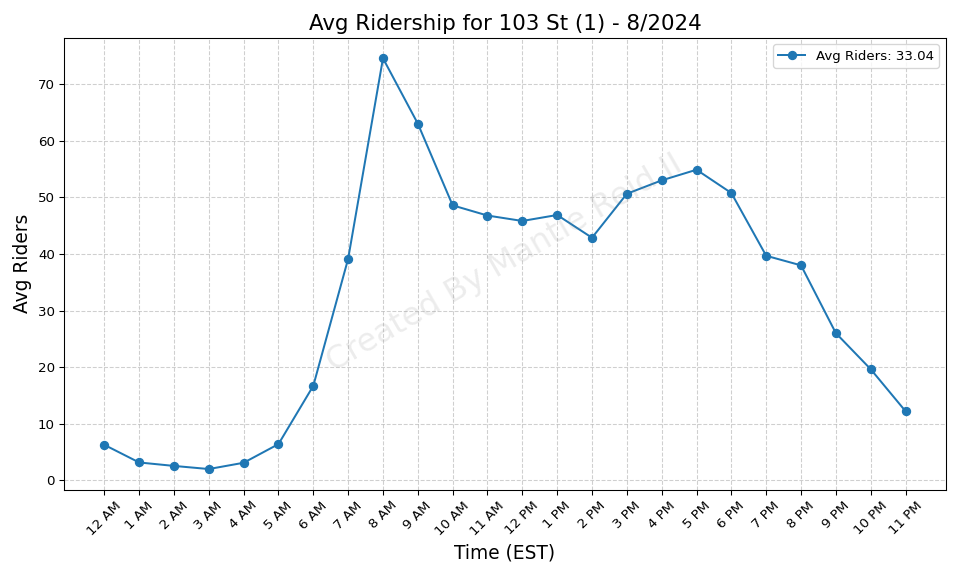 Avg Ridership for 103 St (1) - 8/2024
Avg Riders: 33.04
Avg Riders
70
60
50
40
30
20
10
0
Created By Mantle Reid II
12 AM
1 AM
2 AM
3 AM
4 AM
5 AM
6 AM
7 AM
8 AM
9 AM
10 AM
11 AM
12 PM
1 PM
2 PM
3 PM
4 PM
5 PM
6 PM
7 PM
8 PM
9 PM
10 PM
11 PM
Time (EST)